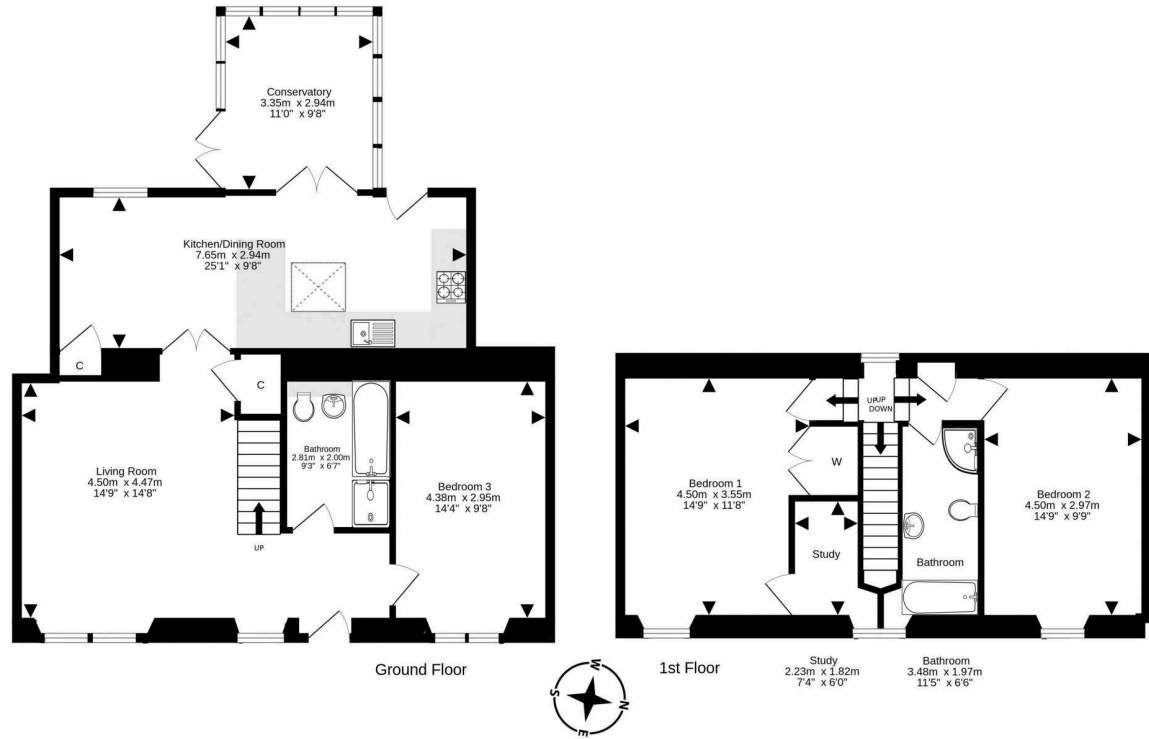 Conservatory
3.35m x 2.94m
11'0" x 9'8"
Kitchen/Dining Room
7.65m x 2.94m
25'1" x 9'8"
C
C
Bathroom
2.81m x 2.00m
9'3" x 6'7"
Living Room
4.50m x 4.47m
14'9" x 14'8"
Bedroom 3
4.38m x 2.95m
14'4" x 9'8"
UP
Ground Floor
UP
UP
DOWN
W
Bedroom 1
4.50m x 3.55m
14'9" x 11'8"
Bedroom 2
4.50m x 2.97m
14'9" x 9'9"
Study
Bathroom
1st Floor
Study
2.23m x 1.82m
7'4" x 6'0"
Bathroom
3.48m x 1.97m
11'5" x 6'6"
W
S
N
E